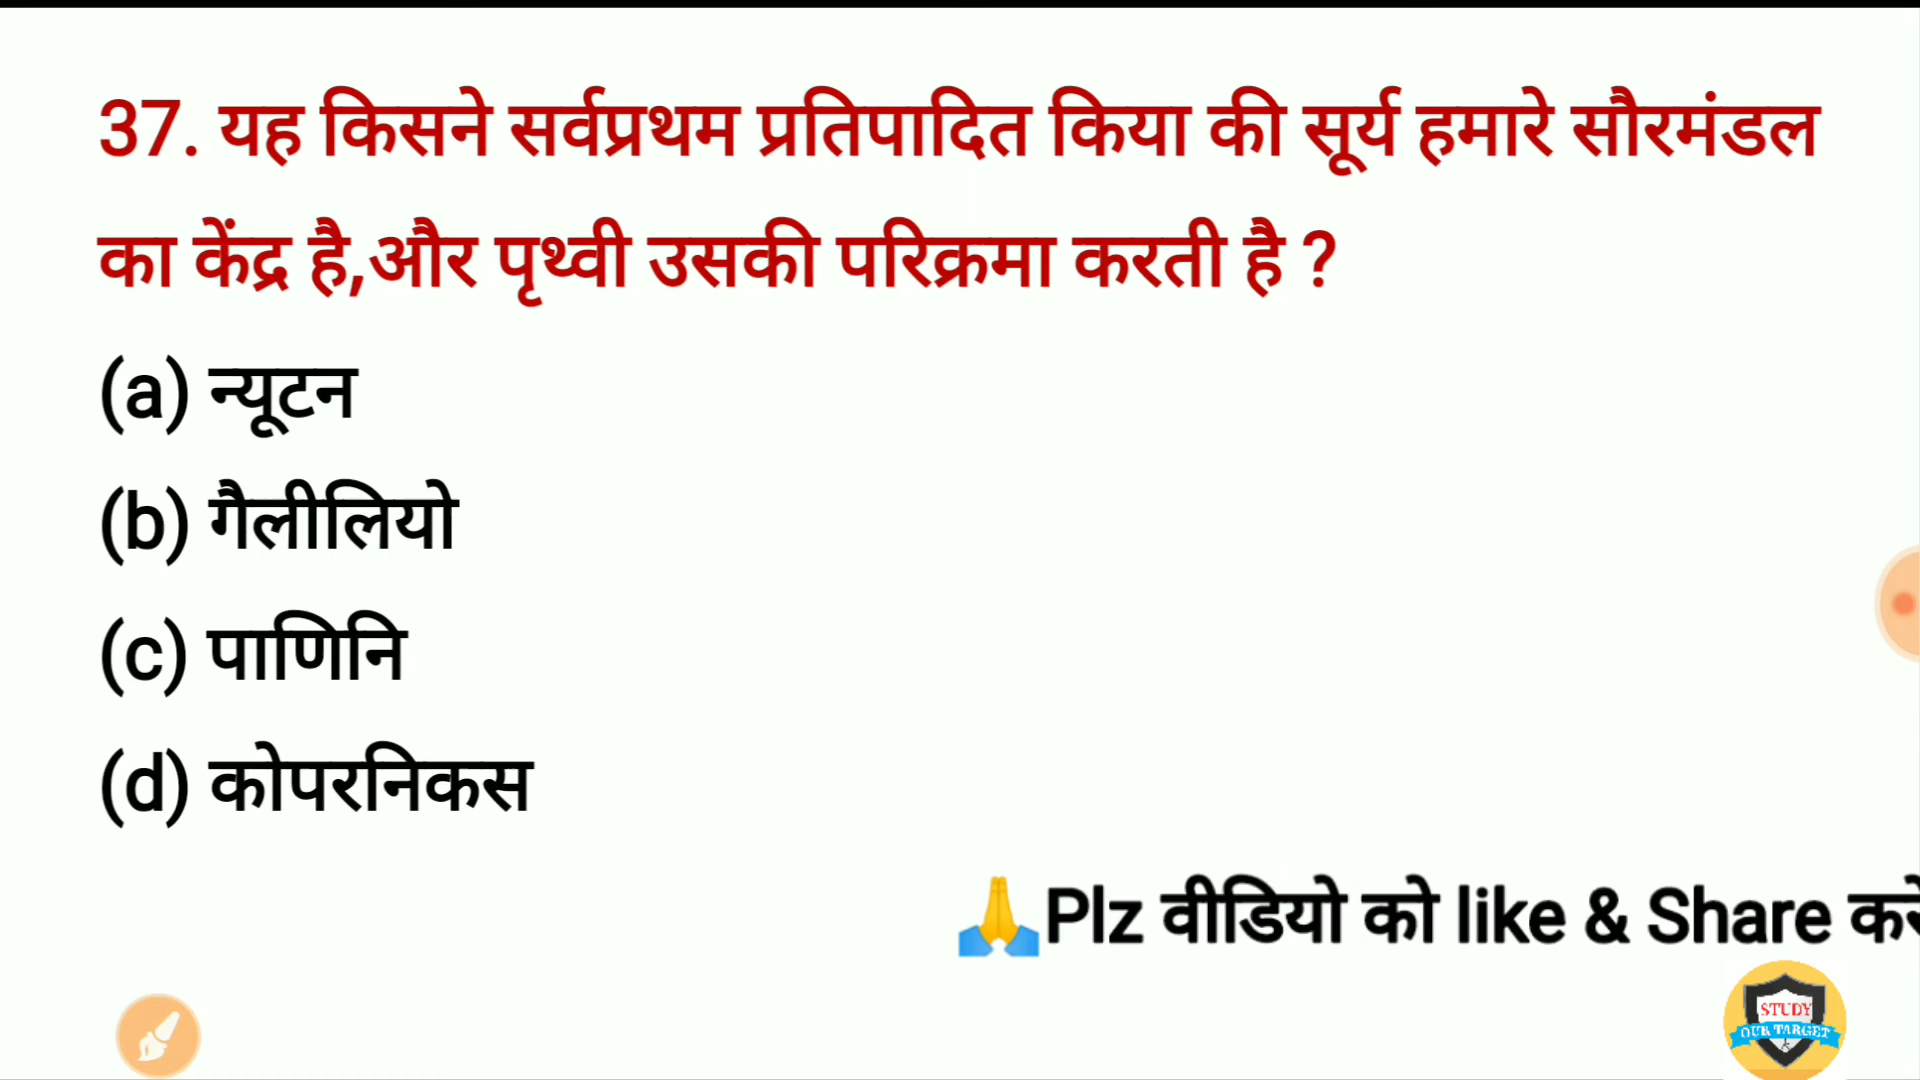 37. यह किसने सर्वप्रथम प्रतिपादित किया की सूर्य हमारे सौरमंडल
का केंद्र है,और पृथ्वी उसकी परिक्रमा करती है ?
(a) न्यूटन
(b) गैलीलियो
(c) पाणिनि
(d) कोपरनिकस
🙏Plz वीडियो को like & Share करे
STUDY
OUR TARGET